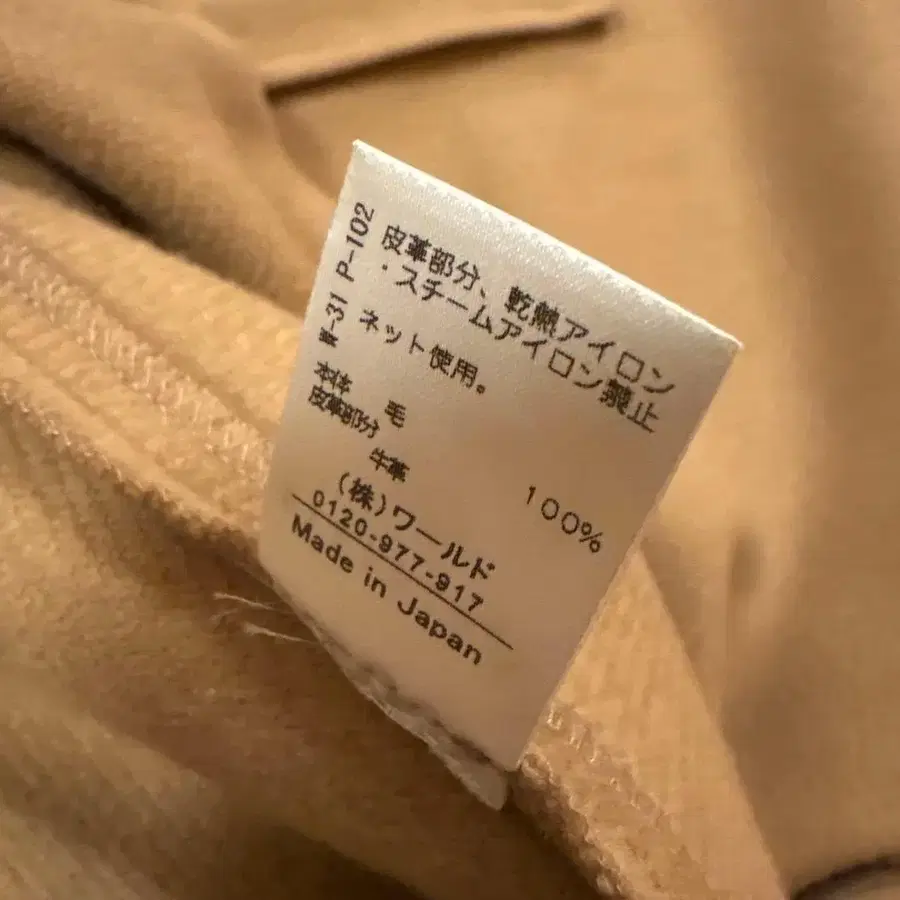 P-102
W-31
皮革部分、乾熱アイロン
・スチームアイロン禁止
ネット使用。
本体 毛 100%
皮革部分
牛革
(株)ワールド
0120-977-917
Made in Japan